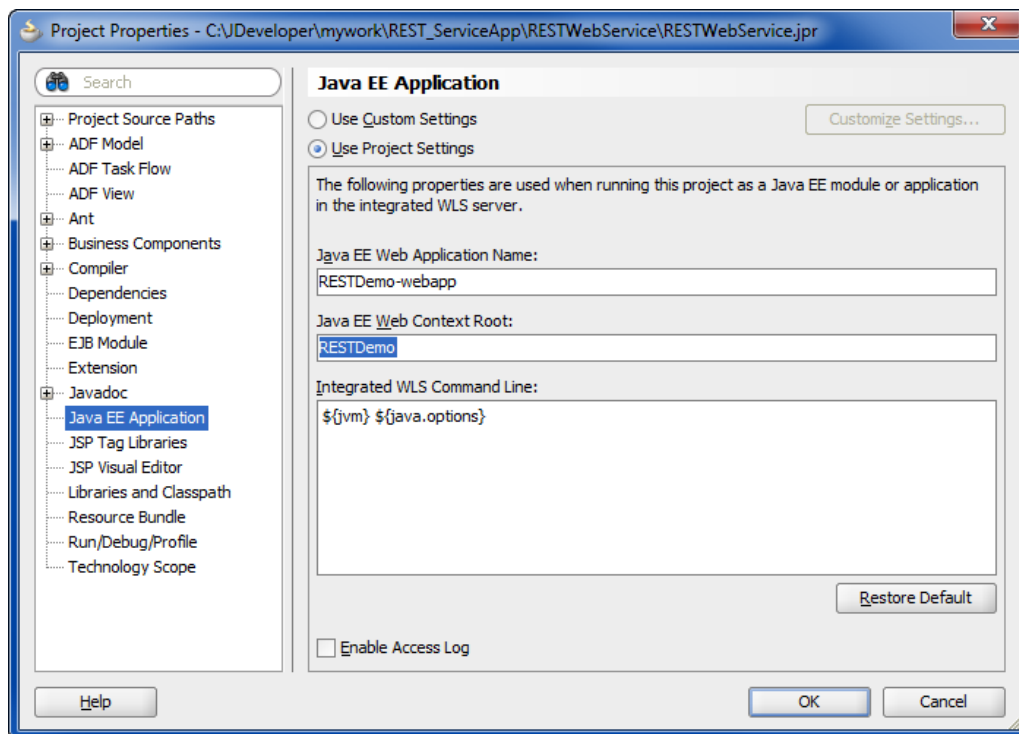 Project Properties - C:\JDeveloper\mywork\REST_ServiceApp\RESTWebService\RESTWebService.jpr
Search
Project Source Paths
ADF Model
ADF Task Flow
ADF View
Ant
Business Components
Compiler
Dependencies
Deployment
EJB Module
Extension
Javadoc
Java EE Application
JSP Tag Libraries
JSP Visual Editor
Libraries and Classpath
Resource Bundle
Run/Debug/Profile
Technology Scope
Java EE Application
Use Custom Settings
Customize Settings...
Use Project Settings
The following properties are used when running this project as a Java EE module or application
in the integrated WLS server.
Java EE Web Application Name:
RESTDemo-webapp
Java EE Web Context Root:
RESTDemo
Integrated WLS Command Line:
${jvm} ${java.options}
Restore Default
Enable Access Log
Help
OK
Cancel